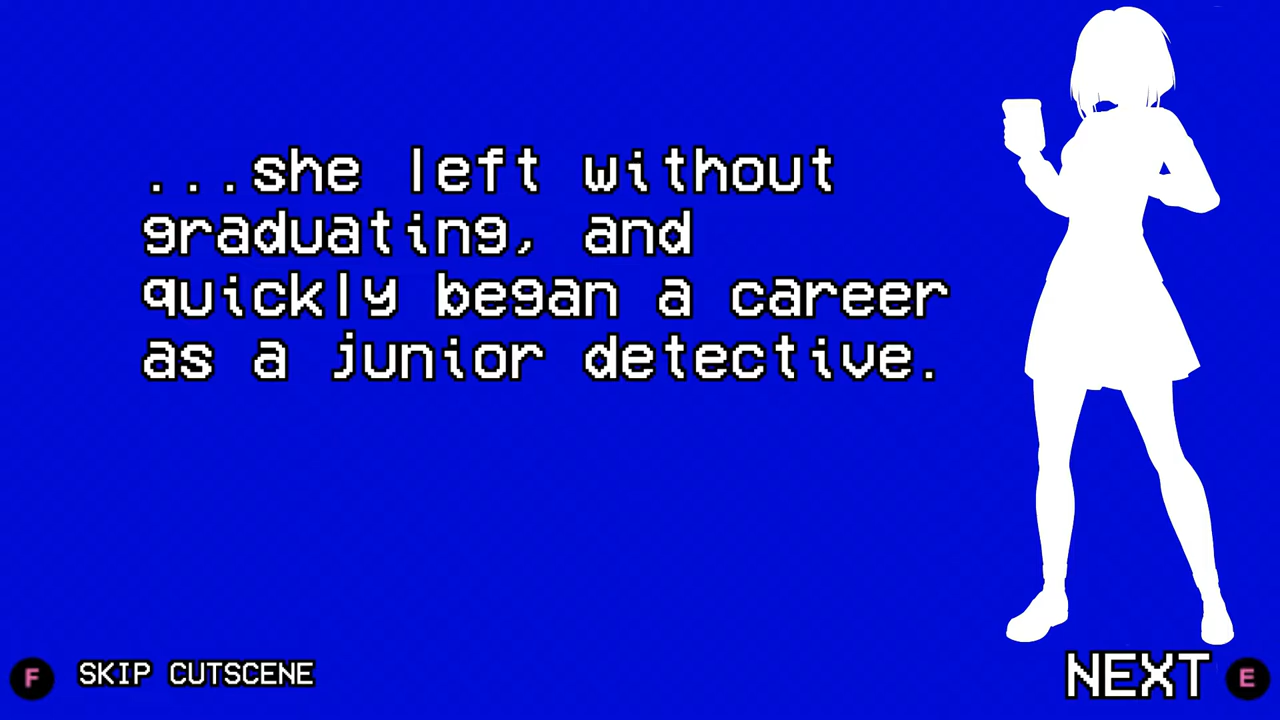 ...she left without
graduating, and
quickly began a career
as a junior detective.
F SKIP CUTSCENE
NEXT E